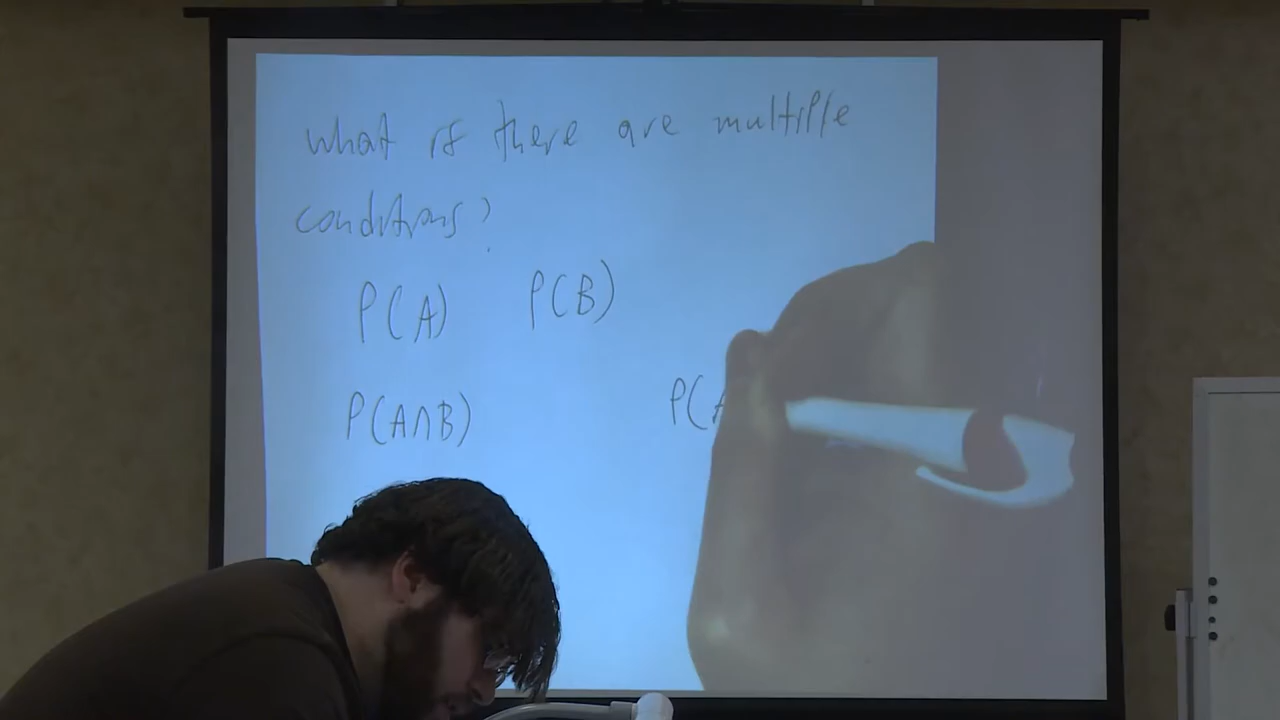 what if there are multiple
conditions?
P(A) P(B)
P(A∩B) P(A